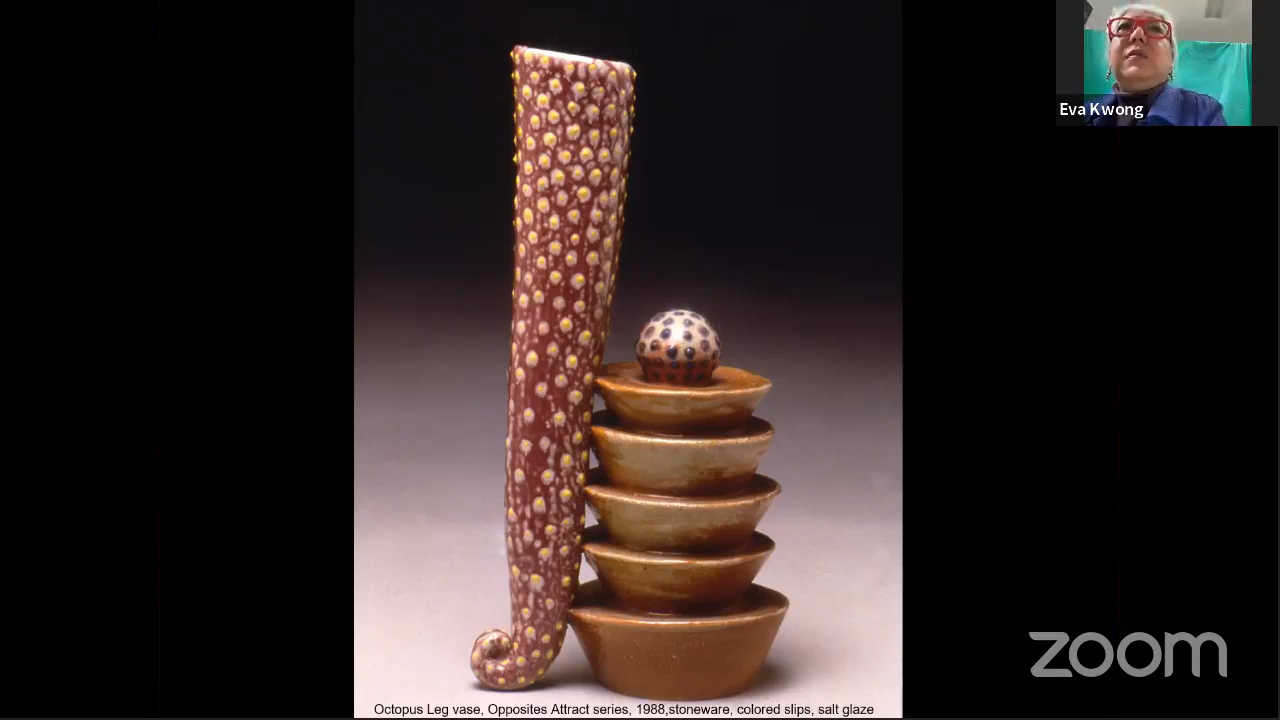 Eva Kwong
zoom
Octopus Leg vase, Opposites Attract series, 1988,stoneware, colored slips, salt glaze